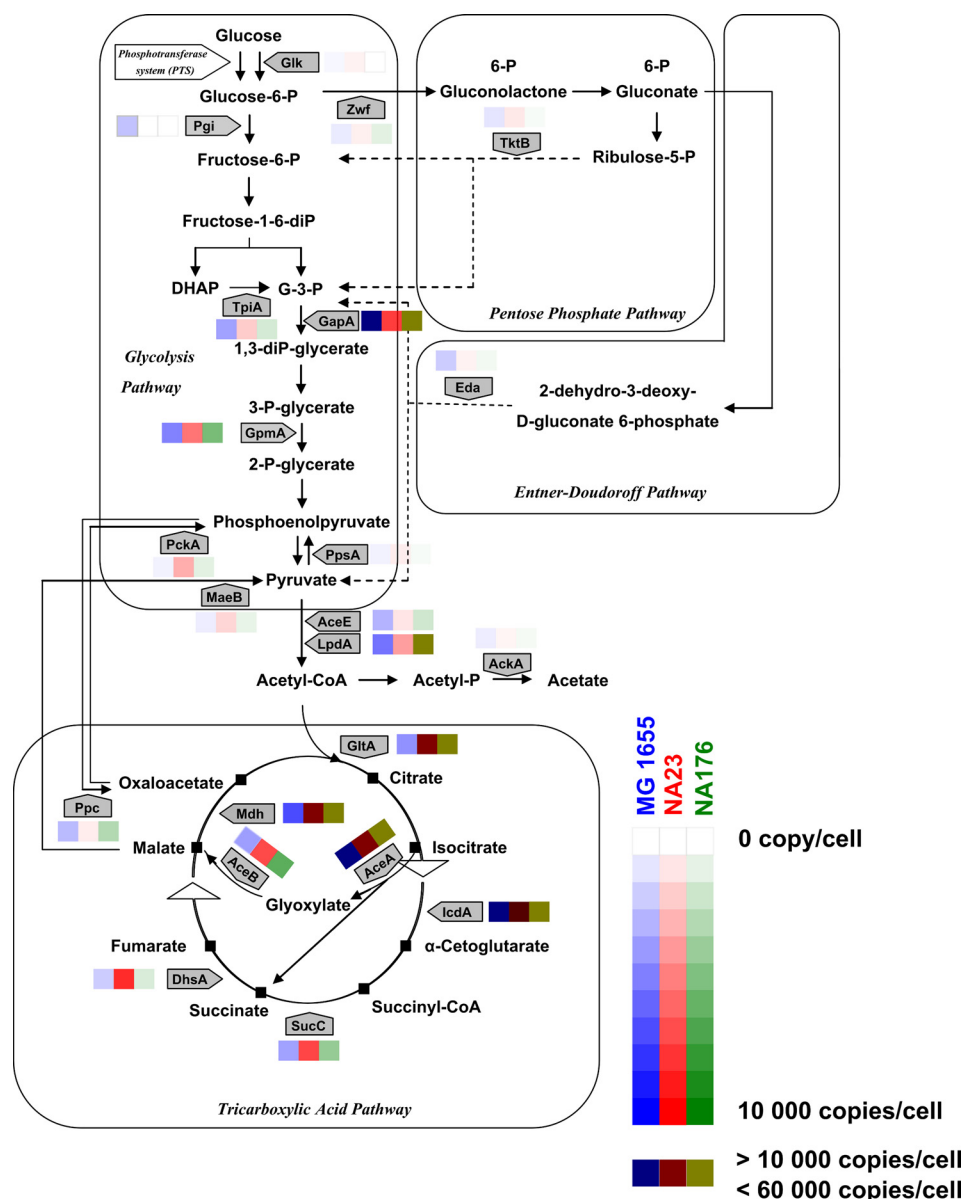 Glucose
Phosphotransferase
system (PTS)
Glk
Glucose-6-P
Zwf
6-P
Gluconolactone
6-P
Gluconate
Pgi
TktB
Fructose-6-P
Ribulose-5-P
Fructose-1-6-diP
DHAP
G-3-P
TpiA
GapA
Pentose Phosphate Pathway
1,3-diP-glycerate
Glycolysis
Pathway
Eda
2-dehydro-3-deoxy-
D-gluconate 6-phosphate
3-P-glycerate
GpmA
2-P-glycerate
Entner-Doudoroff Pathway
Phosphoenolpyruvate
PckA
PpsA
Pyruvate
MaeB
AceE
LpdA
AckA
Acetyl-CoA
Acetyl-P
Acetate
GltA
Oxaloacetate
Citrate
Ppc
Mdh
Malate
AceB
AceA
Isocitrate
Glyoxylate
IcdA
Fumarate
α-Cetoglutarate
DhsA
Succinate
Succinyl-CoA
SucC
Tricarboxylic Acid Pathway
MG 1655
NA23
NA176
0 copy/cell
10 000 copies/cell
> 10 000 copies/cell
< 60 000 copies/cell